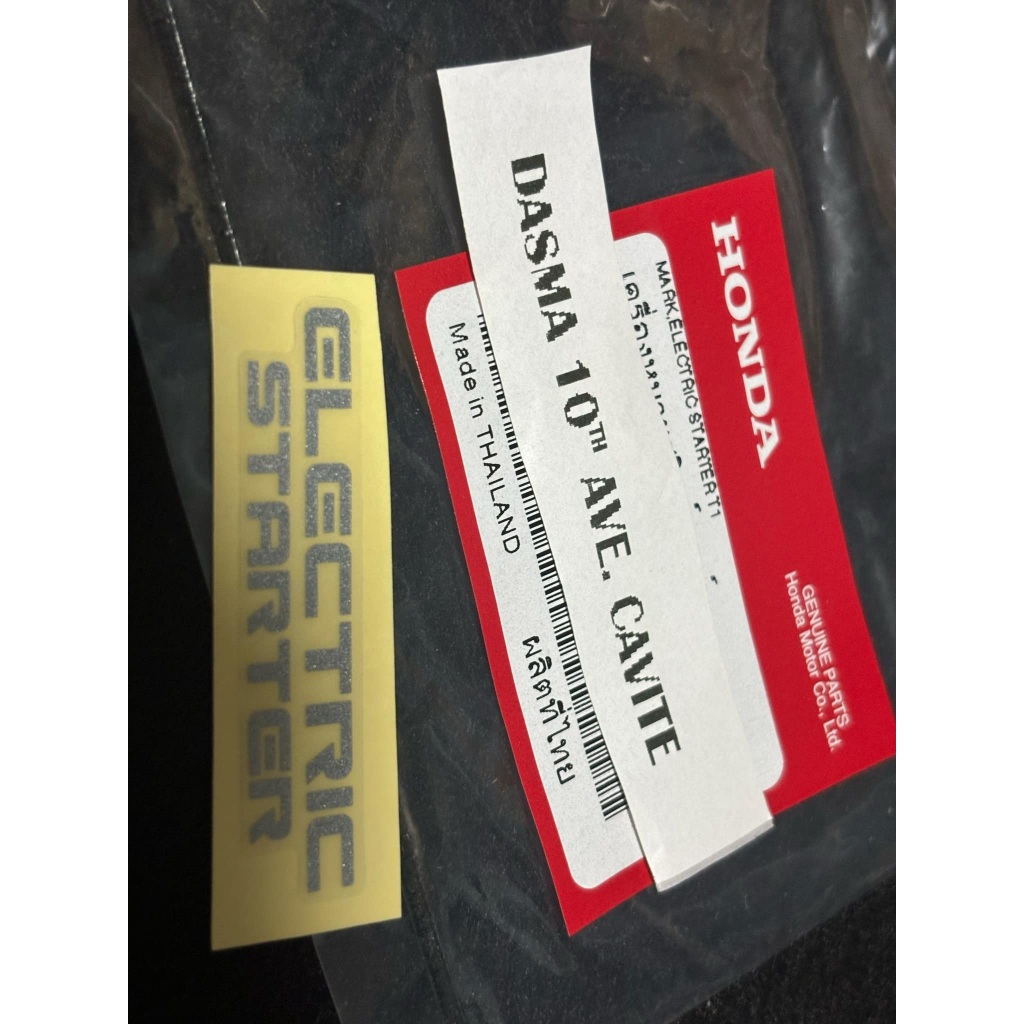 ELECTRIC
STARTER
HONDA
GENUINE PARTS
Honda Motor Co., Ltd.
MARK,ELECTRIC STARTER T1
DASMA 10TH AVE. CAVITE
Made in THAILAND
ผลิตที่ไทย